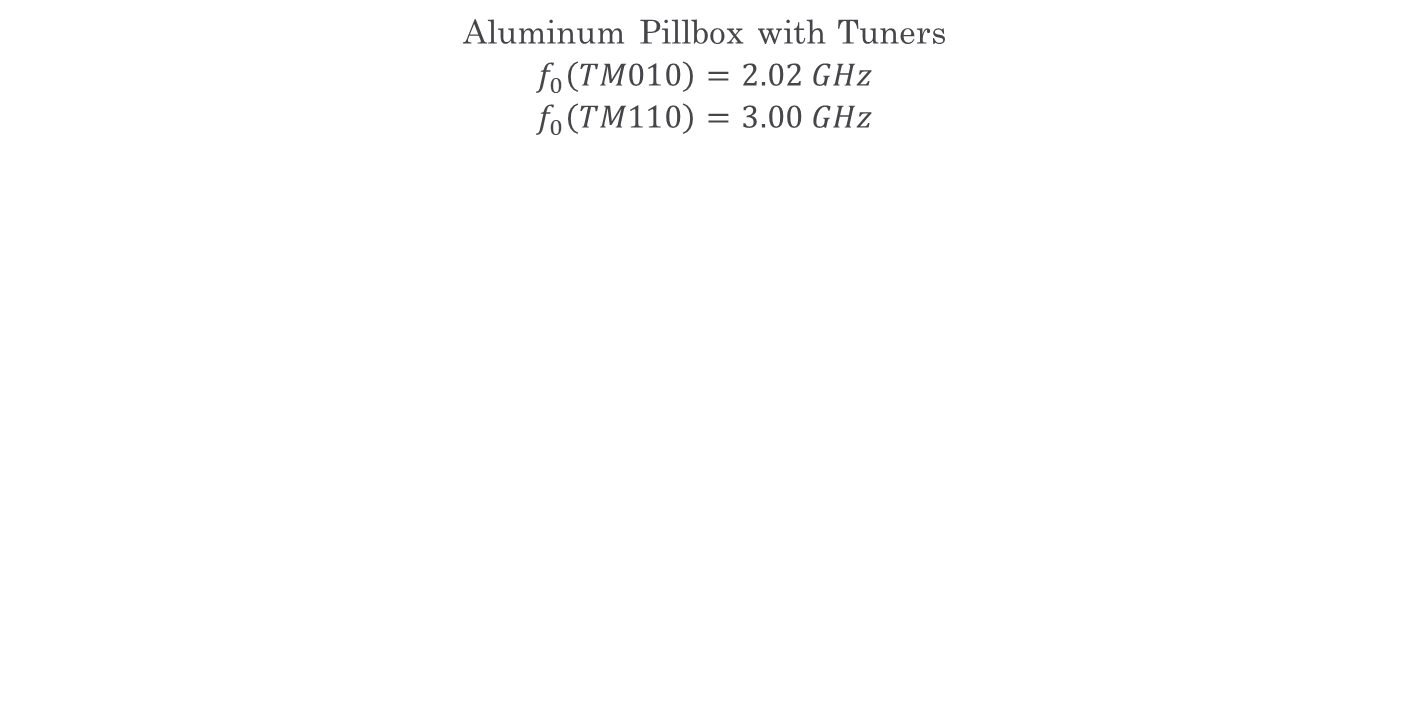 Aluminum Pillbox with Tuners
f₀(TM010) = 2.02 GHz
f₀(TM110) = 3.00 GHz